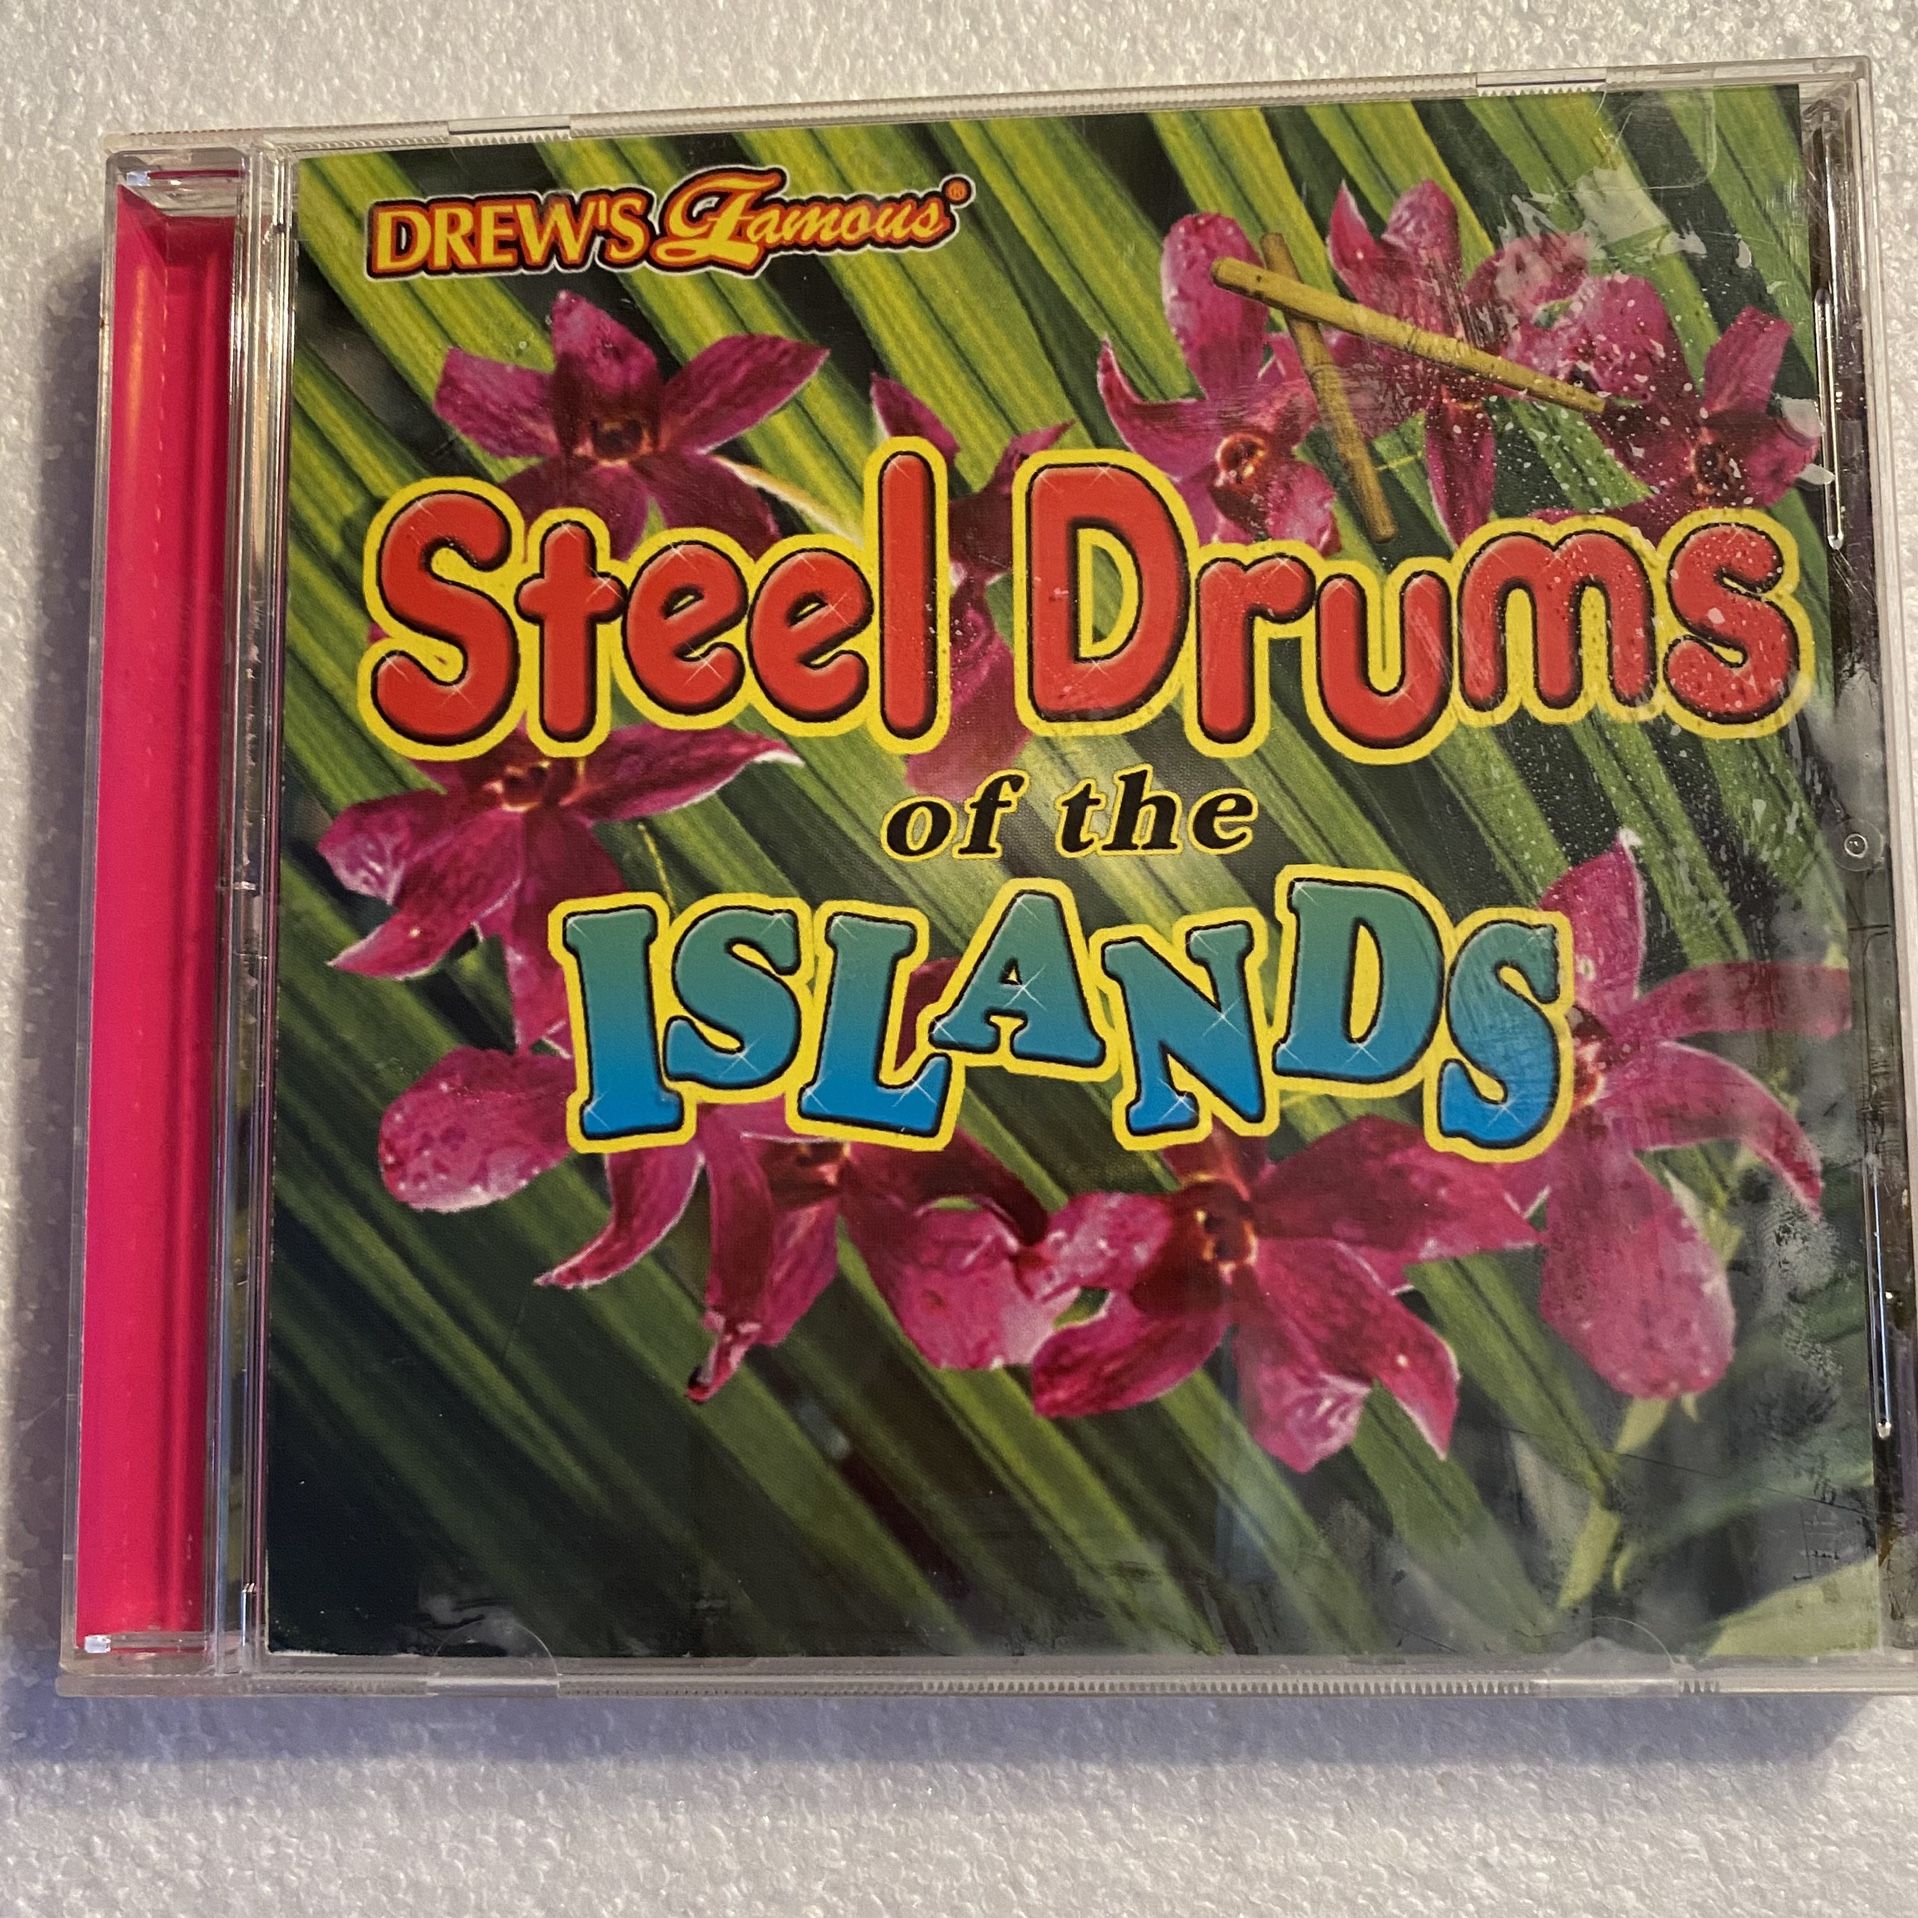 DREW'S Famous®
Steel Drums
of the
ISLANDS